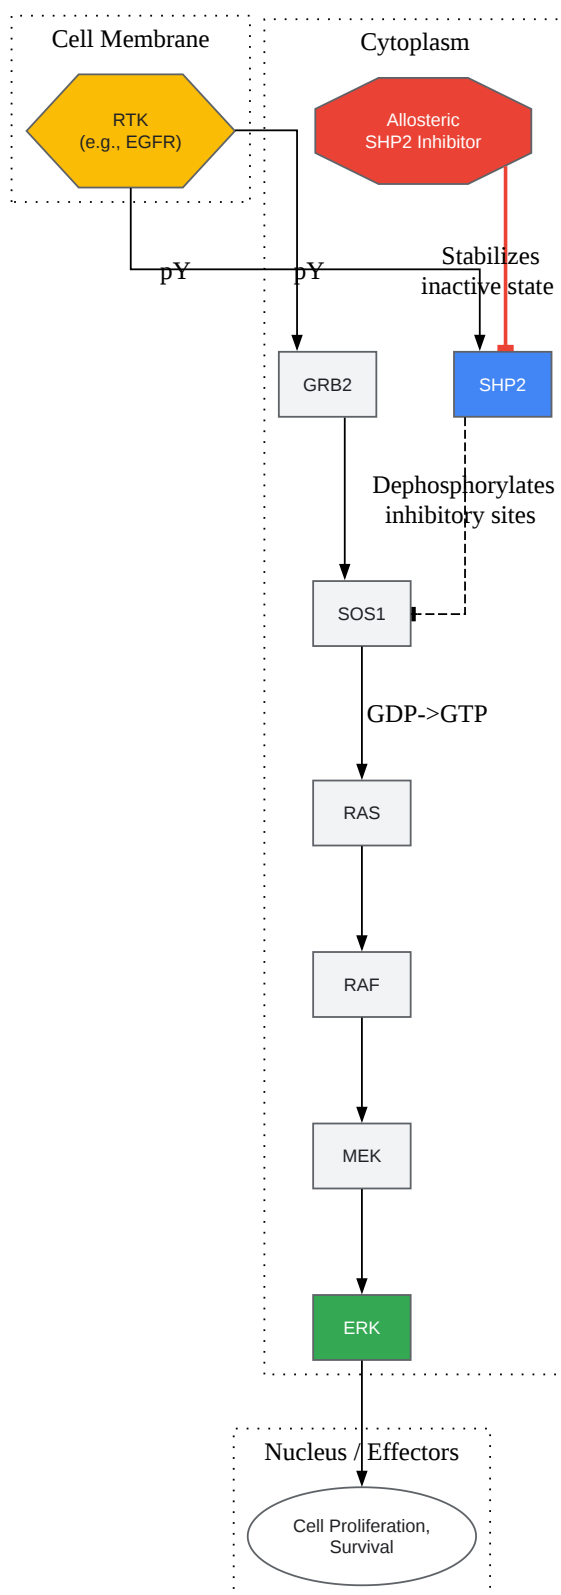 Cell Membrane
Cytoplasm
RTK
(e.g., EGFR)
Allosteric
SHP2 Inhibitor
pY
pY
Stabilizes
inactive state
GRB2
SHP2
Dephosphorylates
inhibitory sites
SOS1
GDP->GTP
RAS
RAF
MEK
ERK
Nucleus / Effectors
Cell Proliferation,
Survival